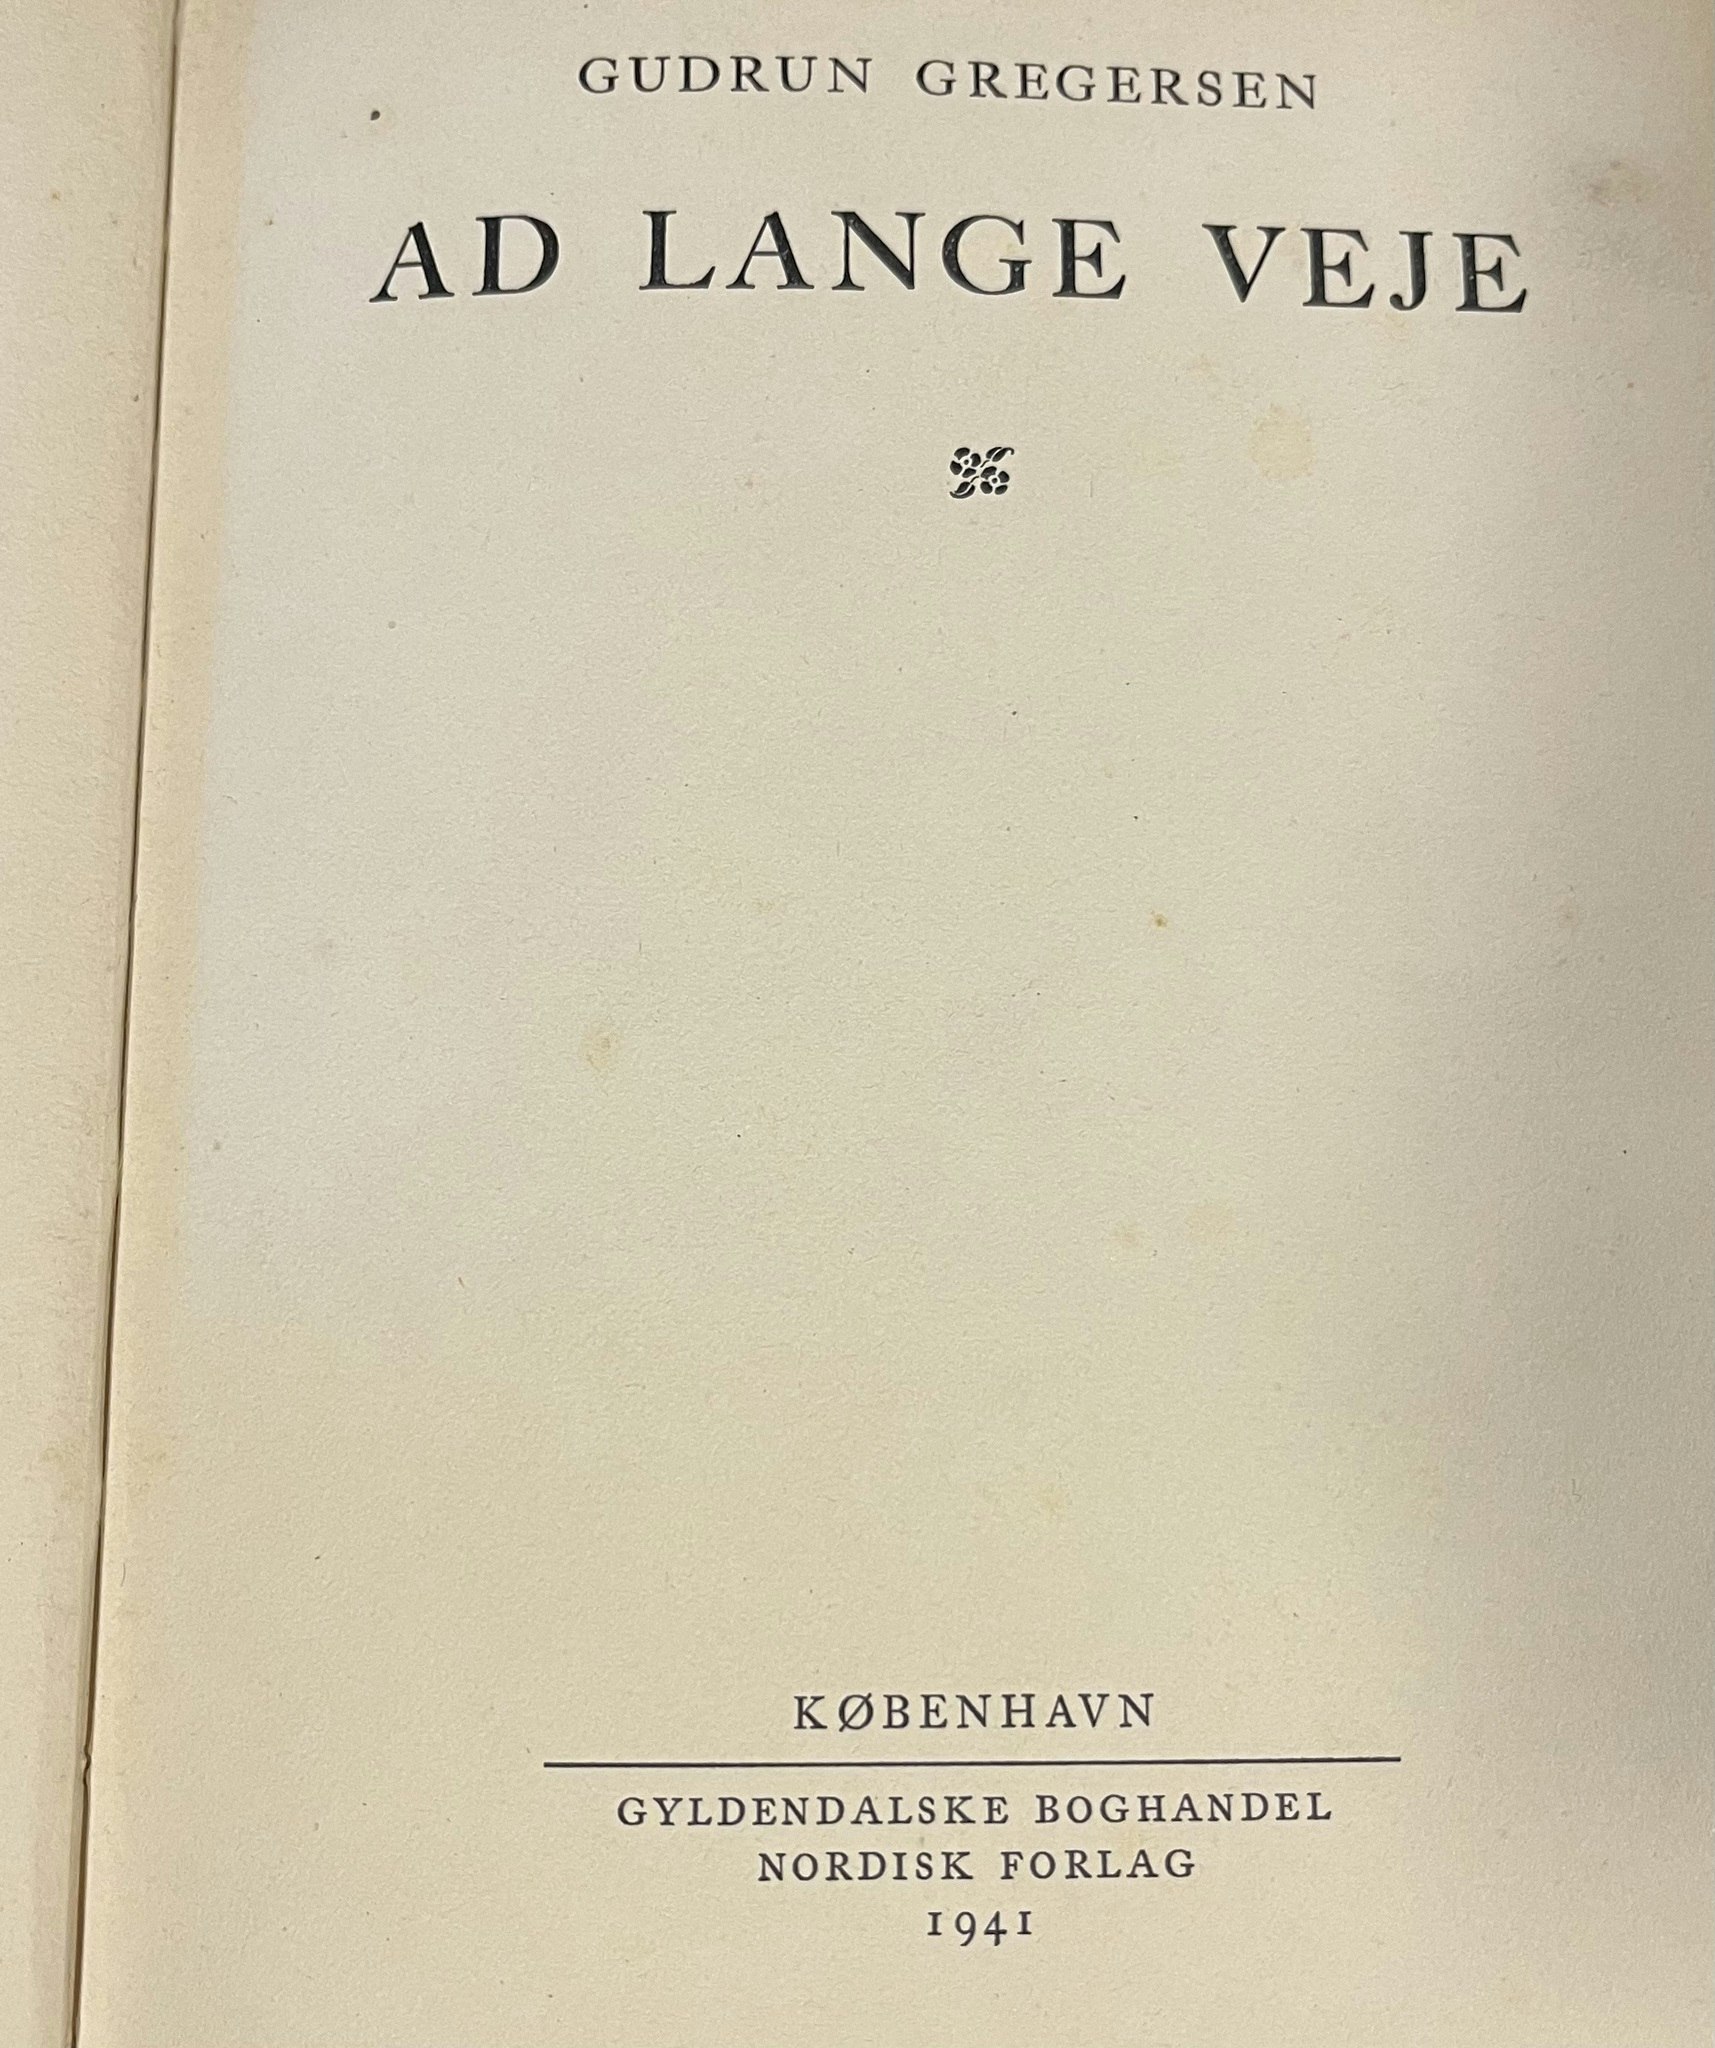 GUDRUN GREGERSEN
AD LANGE VEJE
KØBENHAVN
GYLDENDALSKE BOGHANDEL
NORDISK FORLAG
1941